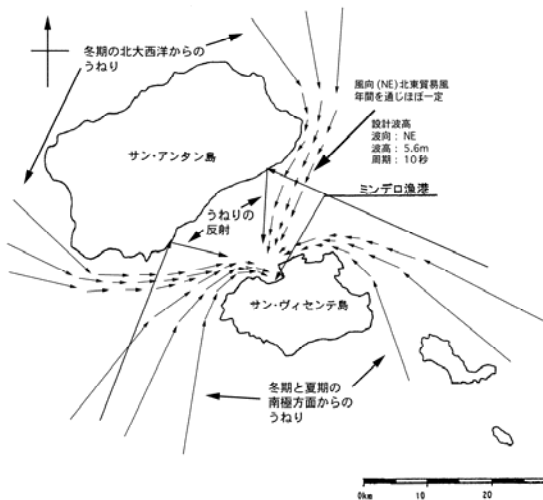 冬期の北大西洋からの
うねり
風向(NE)北東貿易風
年間を通じほぼ一定
設計波高
波向：NE
波高：5.6m
周期：10秒
サン・アンタン島
ミンデロ漁港
うねりの
反射
サン・ヴィセンテ島
冬期と夏期の
南極方面からの
うねり
0km 10 20